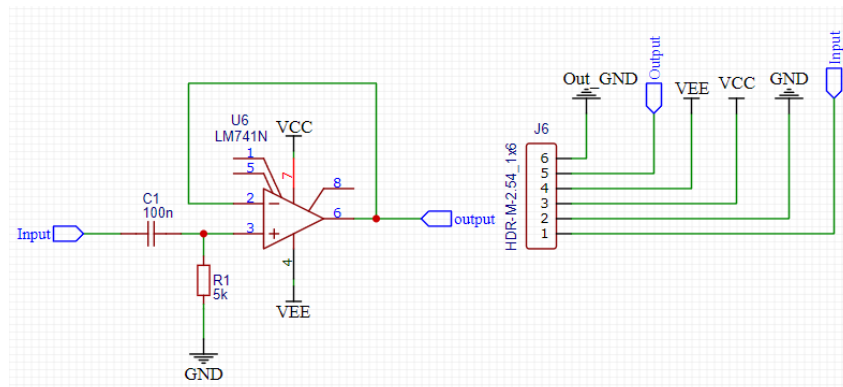 U6
LM741N
VCC
1
5
7
8
2
3
6
4
C1
100n
Input
output
R1
5k
VEE
GND
Out_GND
Output
VEE
VCC
GND
Input
J6
HDR-M-2.54_1x6
6
5
4
3
2
1